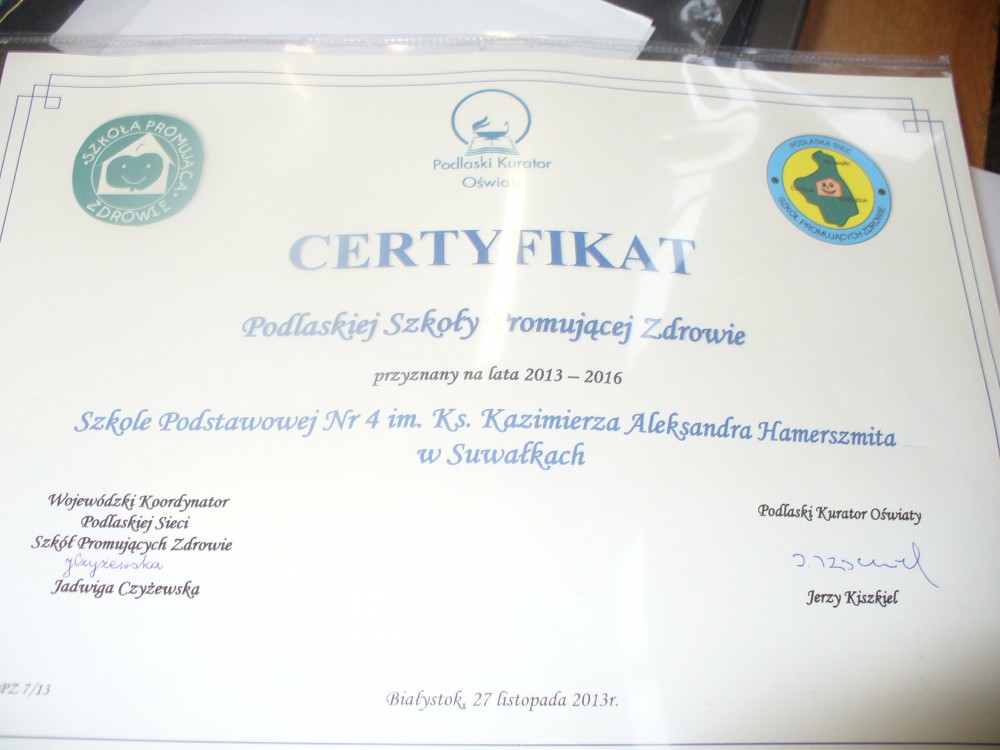 SZKOŁA PROMUJĄCA
ZDROWIE
Podlaski Kurator
Oświaty
PODLASKA SIEĆ
SZKÓŁ PROMUJĄCYCH ZDROWIE
CERTYFIKAT
Podlaskiej Szkoły Promującej Zdrowie
przyznany na lata 2013 – 2016
Szkole Podstawowej Nr 4 im. Ks. Kazimierza Aleksandra Hamerszmita
w Suwałkach
Wojewódzki Koordynator
Podlaskiej Sieci
Szkół Promujących Zdrowie
JCzyżewska
Jadwiga Czyżewska
Podlaski Kurator Oświaty
Jerzy Kiszkiel
PZ 7/13
Białystok, 27 listopada 2013r.